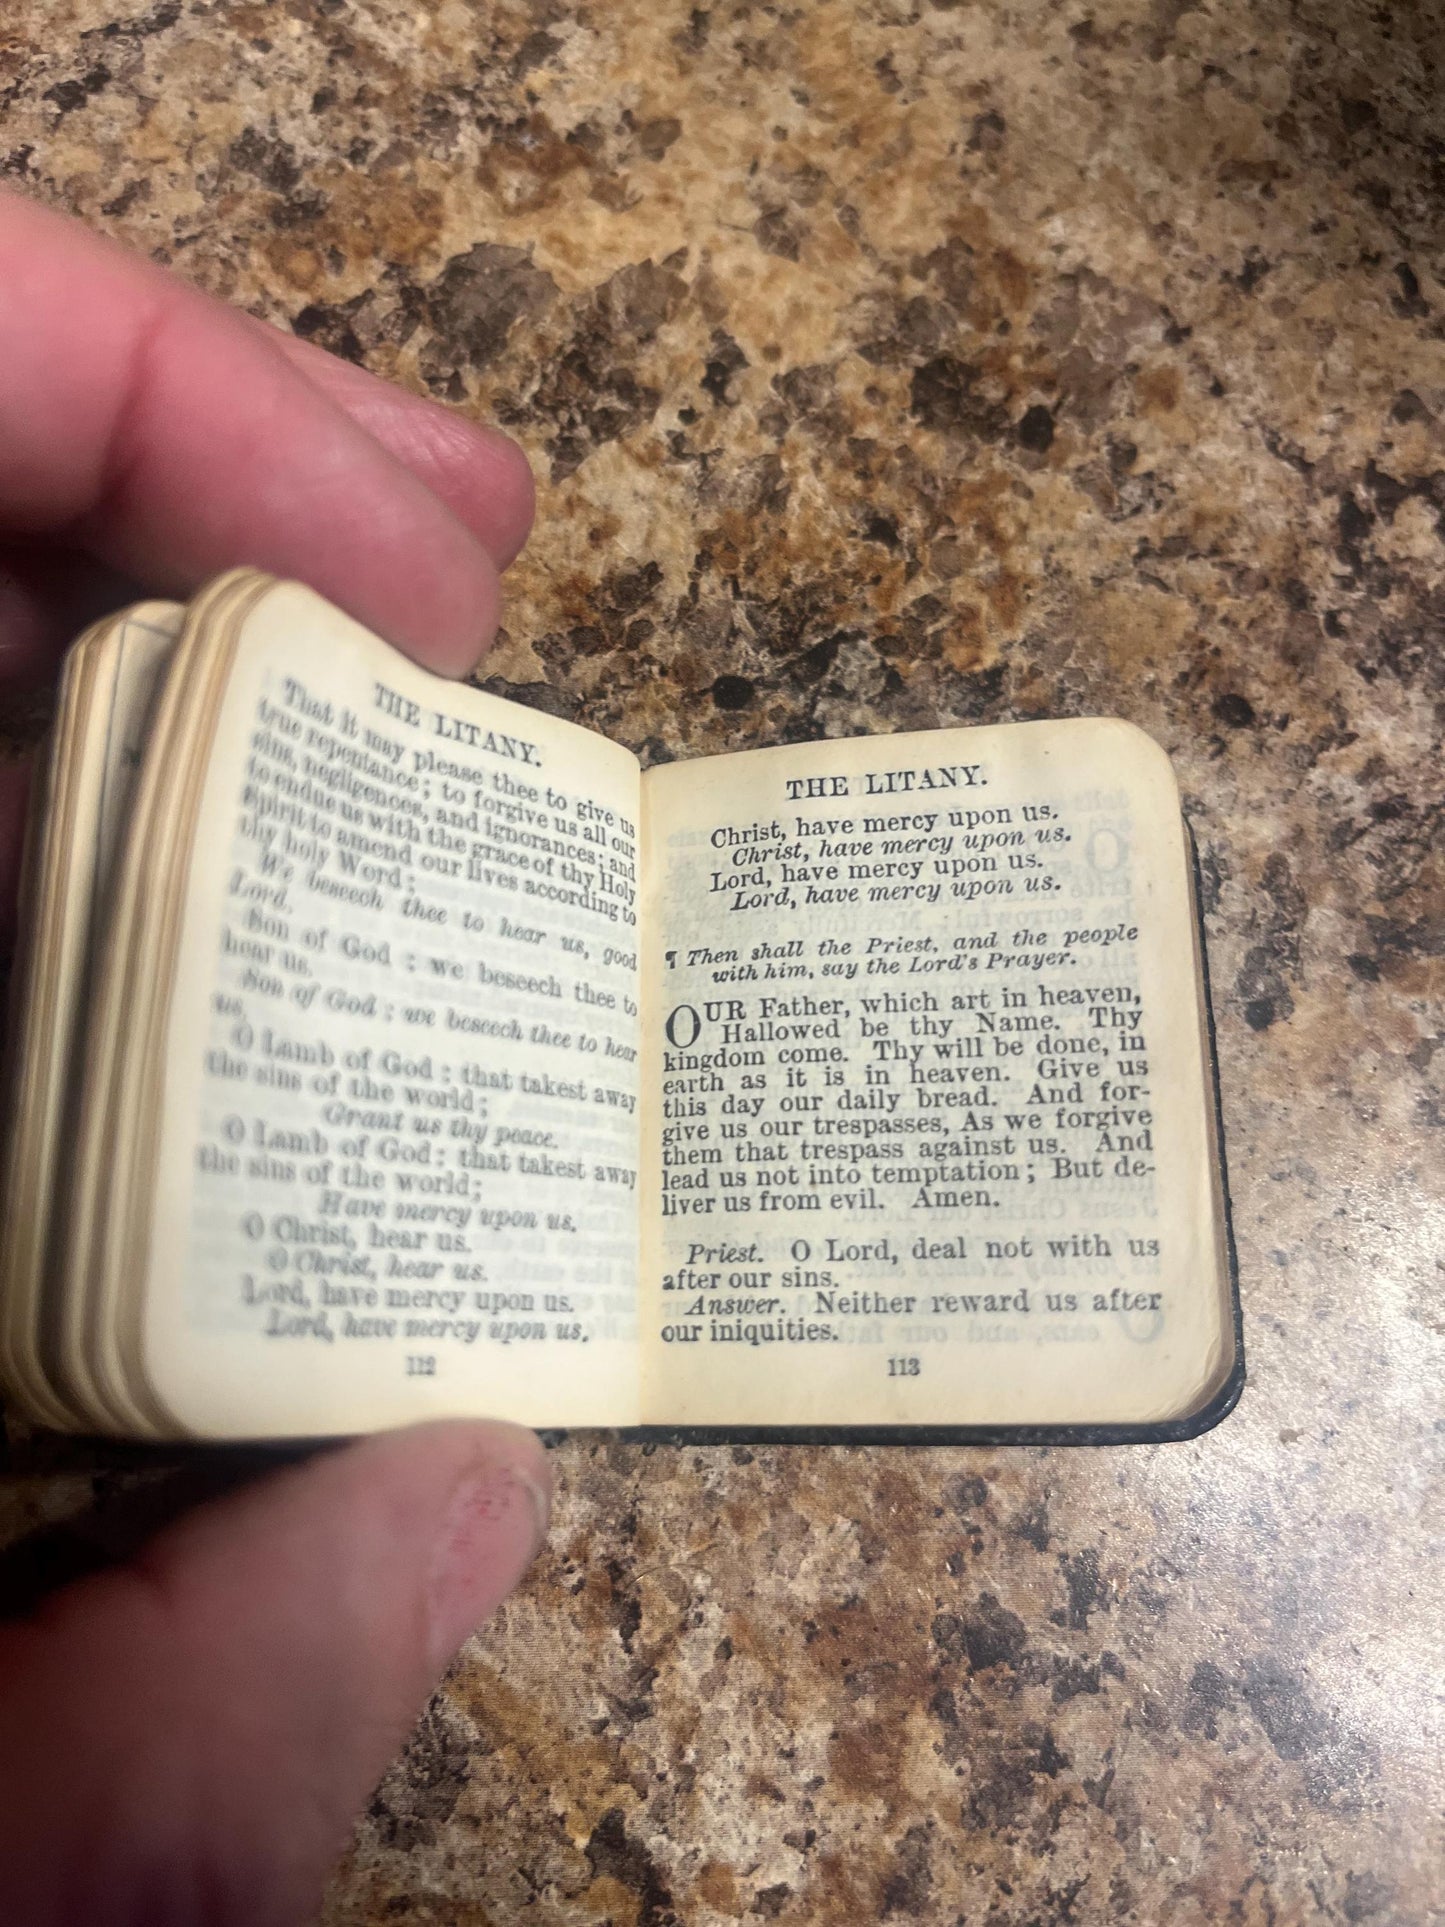 THE LITANY.
That it may please thee to give us
true repentance; to forgive us all our
sins, negligences, and ignorances; and
to endue us with the grace of thy Holy
Spirit to amend our lives according to
thy holy Word;
We beseech thee to hear us, good
Lord.
Son of God : we beseech thee to
hear us.
Son of God : we beseech thee to hear
us.
O Lamb of God : that takest away
the sins of the world;
Grant us thy peace.
O Lamb of God : that takest away
the sins of the world;
Have mercy upon us.
O Christ, hear us.
O Christ, hear us.
Lord, have mercy upon us.
Lord, have mercy upon us.
112
THE LITANY.
Christ, have mercy upon us.
Christ, have mercy upon us.
Lord, have mercy upon us.
Lord, have mercy upon us.
¶ Then shall the Priest, and the people
with him, say the Lord's Prayer.
OUR Father, which art in heaven,
Hallowed be thy Name. Thy
kingdom come. Thy will be done, in
earth as it is in heaven. Give us
this day our daily bread. And for-
give us our trespasses, As we forgive
them that trespass against us. And
lead us not into temptation; But de-
liver us from evil. Amen.
Priest. O Lord, deal not with us
after our sins.
Answer. Neither reward us after
our iniquities.
113